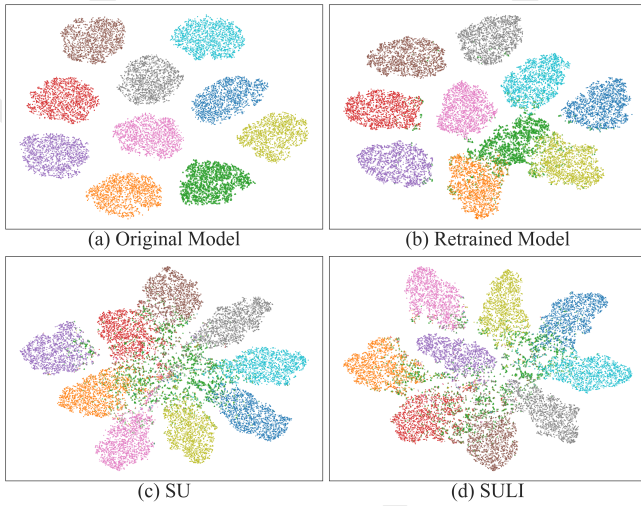 (a) Original Model
(b) Retrained Model
(c) SU
(d) SULI